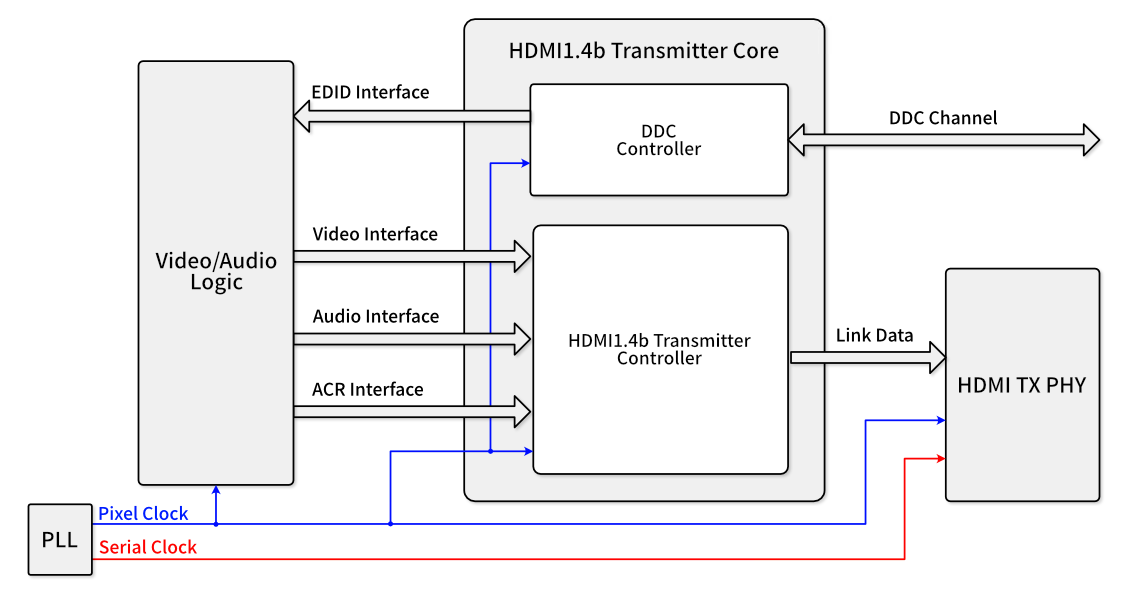 HDMI1.4b Transmitter Core
EDID Interface
DDC
Controller
DDC Channel
Video/Audio
Logic
Video Interface
Audio Interface
ACR Interface
HDMI1.4b Transmitter
Controller
Link Data
HDMI TX PHY
PLL
Pixel Clock
Serial Clock